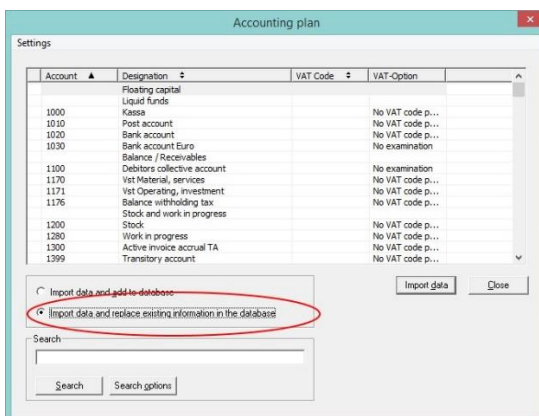 Accounting plan
Settings
Account Designation VAT Code VAT-Option
Floating capital
Liquid funds
1000 Kassa No VAT code p...
1010 Post account No VAT code p...
1020 Bank account No VAT code p...
1030 Bank account Euro No examination
Balance / Receivables
1100 Debitors collective account No examination
1170 Vst Material, services No VAT code p...
1171 Vst Operating, investment No VAT code p...
1176 Balance withholding tax No VAT code p...
Stock and work in progress
1200 Stock No VAT code p...
1280 Work in progress No VAT code p...
1300 Active invoice accrual TA No VAT code p...
1399 Transitory account No VAT code p...
Import data and add to database
Import data Close
Import data and replace existing information in the database
Search
Search Search options